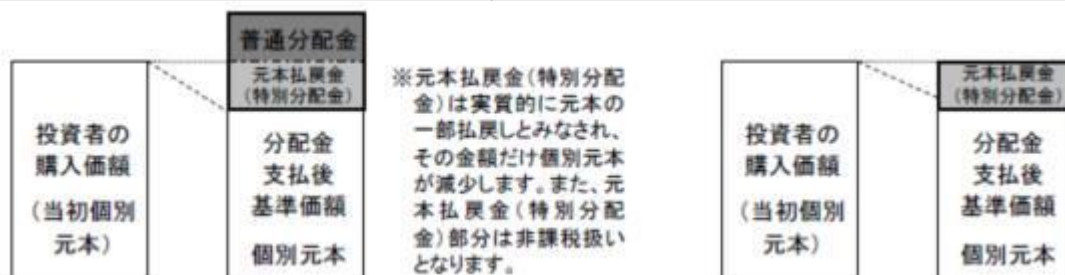 普通分配金
元本払戻金
（特別分配金）
投資者の
購入価額
（当初個別
元本）
分配金
支払後
基準価額
個別元本
※元本払戻金（特別分配
金）は実質的に元本の
一部払戻しとみなされ、
その金額だけ個別元本
が減少します。また、元
本払戻金（特別分配
金）部分は非課税扱い
となります。
投資者の
購入価額
（当初個別
元本）
元本払戻金
（特別分配金）
分配金
支払後
基準価額
個別元本